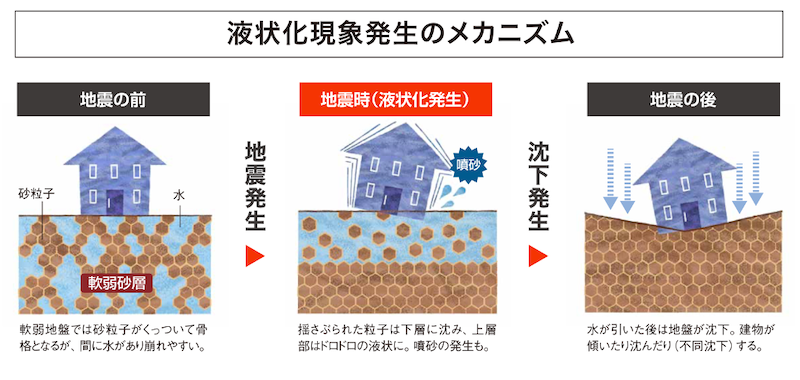 液状化現象発生のメカニズム
地震の前
砂粒子
水
軟弱砂層
軟弱地盤では砂粒子がくっついて骨
格となるが、間に水があり崩れやすい。
地震発生
地震時（液状化発生）
噴砂
揺さぶられた粒子は下層に沈み、上層
部はドロドロの液状に。噴砂の発生も。
沈下発生
地震の後
水が引いた後は地盤が沈下。建物が
傾いたり沈んだり（不同沈下）する。